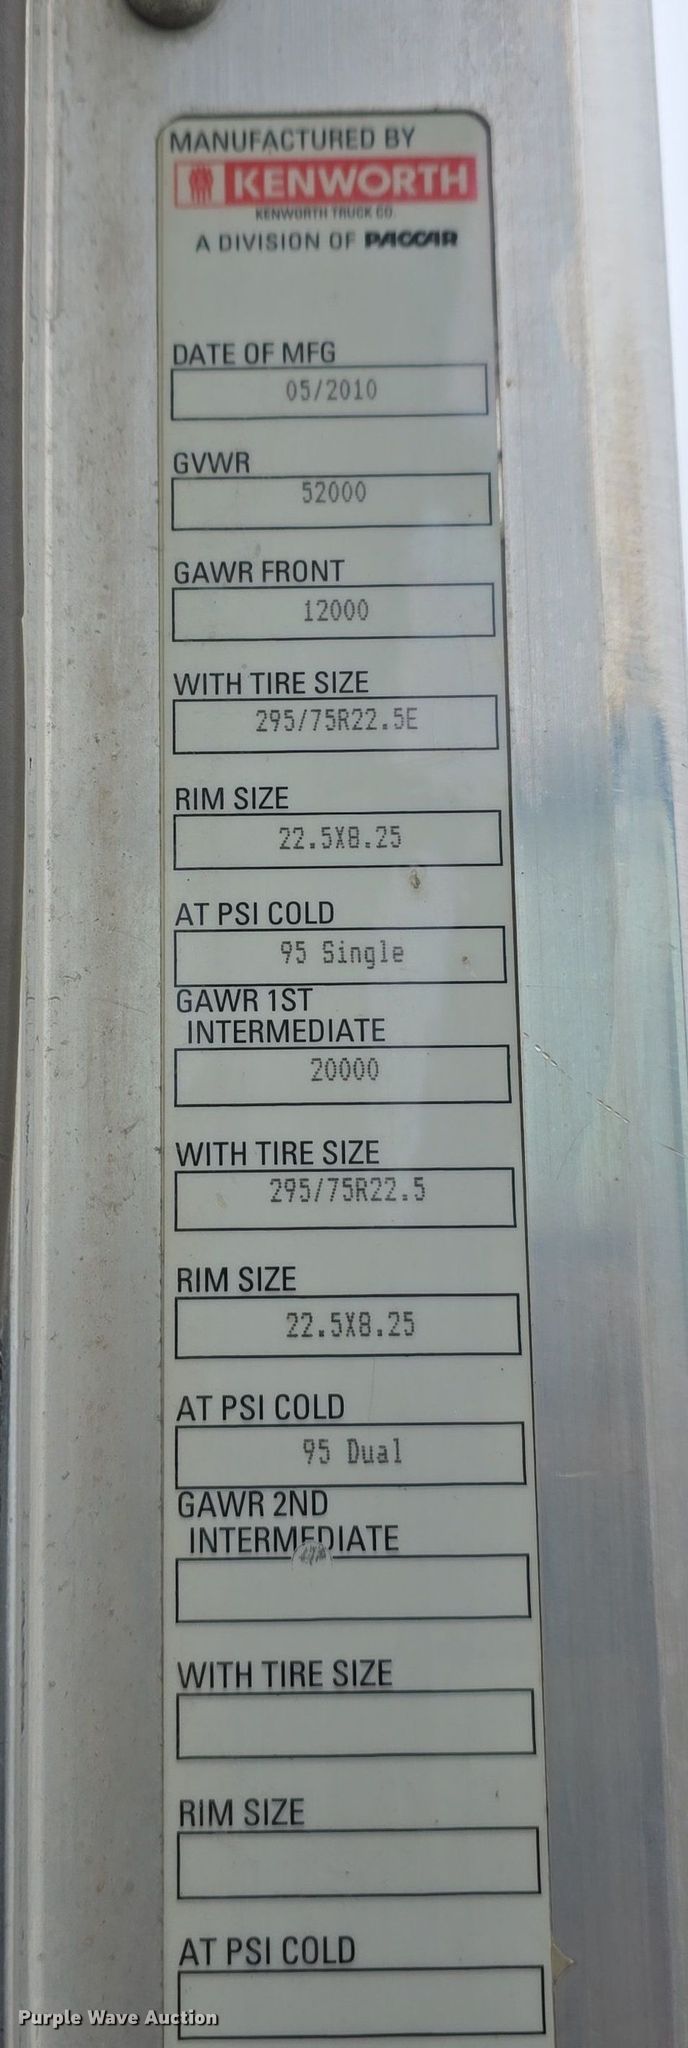 MANUFACTURED BY
KENWORTH
KENWORTH TRUCK CO.
A DIVISION OF PACCAR
DATE OF MFG
05/2010
GVWR
52000
GAWR FRONT
12000
WITH TIRE SIZE
295/75R22.5E
RIM SIZE
22.5X8.25
AT PSI COLD
95 Single
GAWR 1ST
INTERMEDIATE
20000
WITH TIRE SIZE
295/75R22.5
RIM SIZE
22.5X8.25
AT PSI COLD
95 Dual
GAWR 2ND
INTERMEDIATE
WITH TIRE SIZE
RIM SIZE
AT PSI COLD
Purple Wave Auction